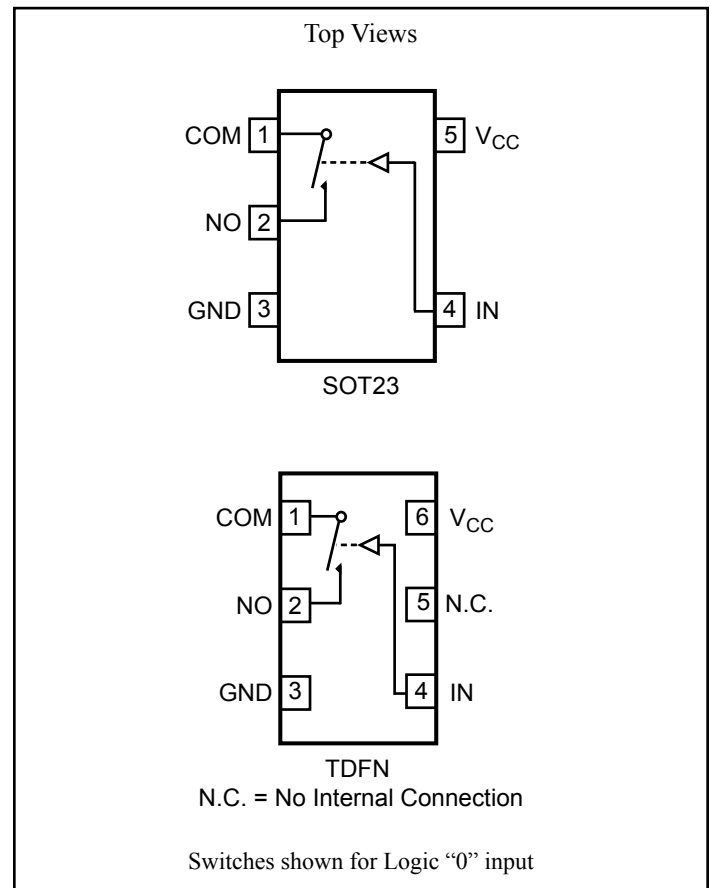 Top Views
COM 1 5 VCC
NO 2
GND 3 4 IN
SOT23
COM 1 6 VCC
NO 2 5 N.C.
GND 3 4 IN
TDFN
N.C. = No Internal Connection
Switches shown for Logic “0” input